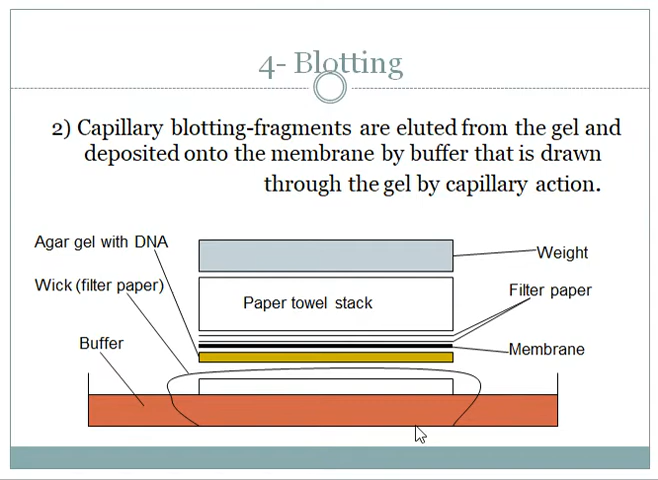 4- Blotting
2) Capillary blotting-fragments are eluted from the gel and
deposited onto the membrane by buffer that is drawn
through the gel by capillary action.
Agar gel with DNA
Weight
Wick (filter paper)
Filter paper
Paper towel stack
Buffer
Membrane